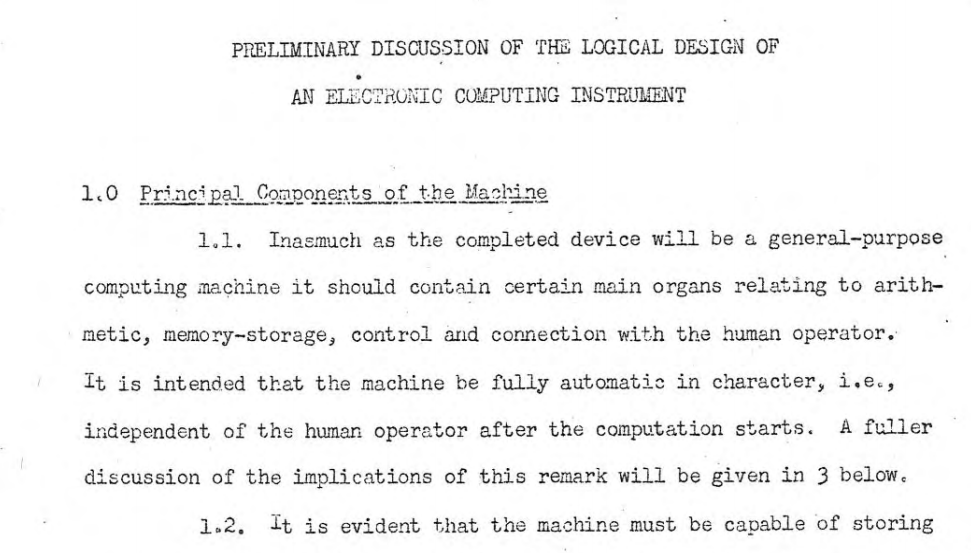 PRELIMINARY DISCUSSION OF THE LOGICAL DESIGN OF
AN ELECTRONIC COMPUTING INSTRUMENT
1.0 Principal Components of the Machine
1.1. Inasmuch as the completed device will be a general-purpose
computing machine it should contain certain main organs relating to arith-
metic, memory-storage, control and connection with the human operator.
It is intended that the machine be fully automatic in character, i.e.,
independent of the human operator after the computation starts. A fuller
discussion of the implications of this remark will be given in 3 below.
1.2. It is evident that the machine must be capable of storing